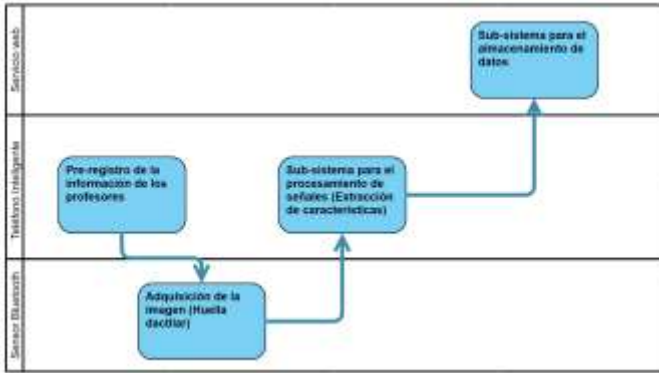 Servicio web
Sub-sistema para el
almacenamiento de
datos
Teléfono Inteligente
Pre-registro de la
información de los
profesores
Sub-sistema para el
procesamiento de
señales (Extracción
de características)
Sensor Bluetooth
Adquisición de la
imagen (Huella
dactilar)